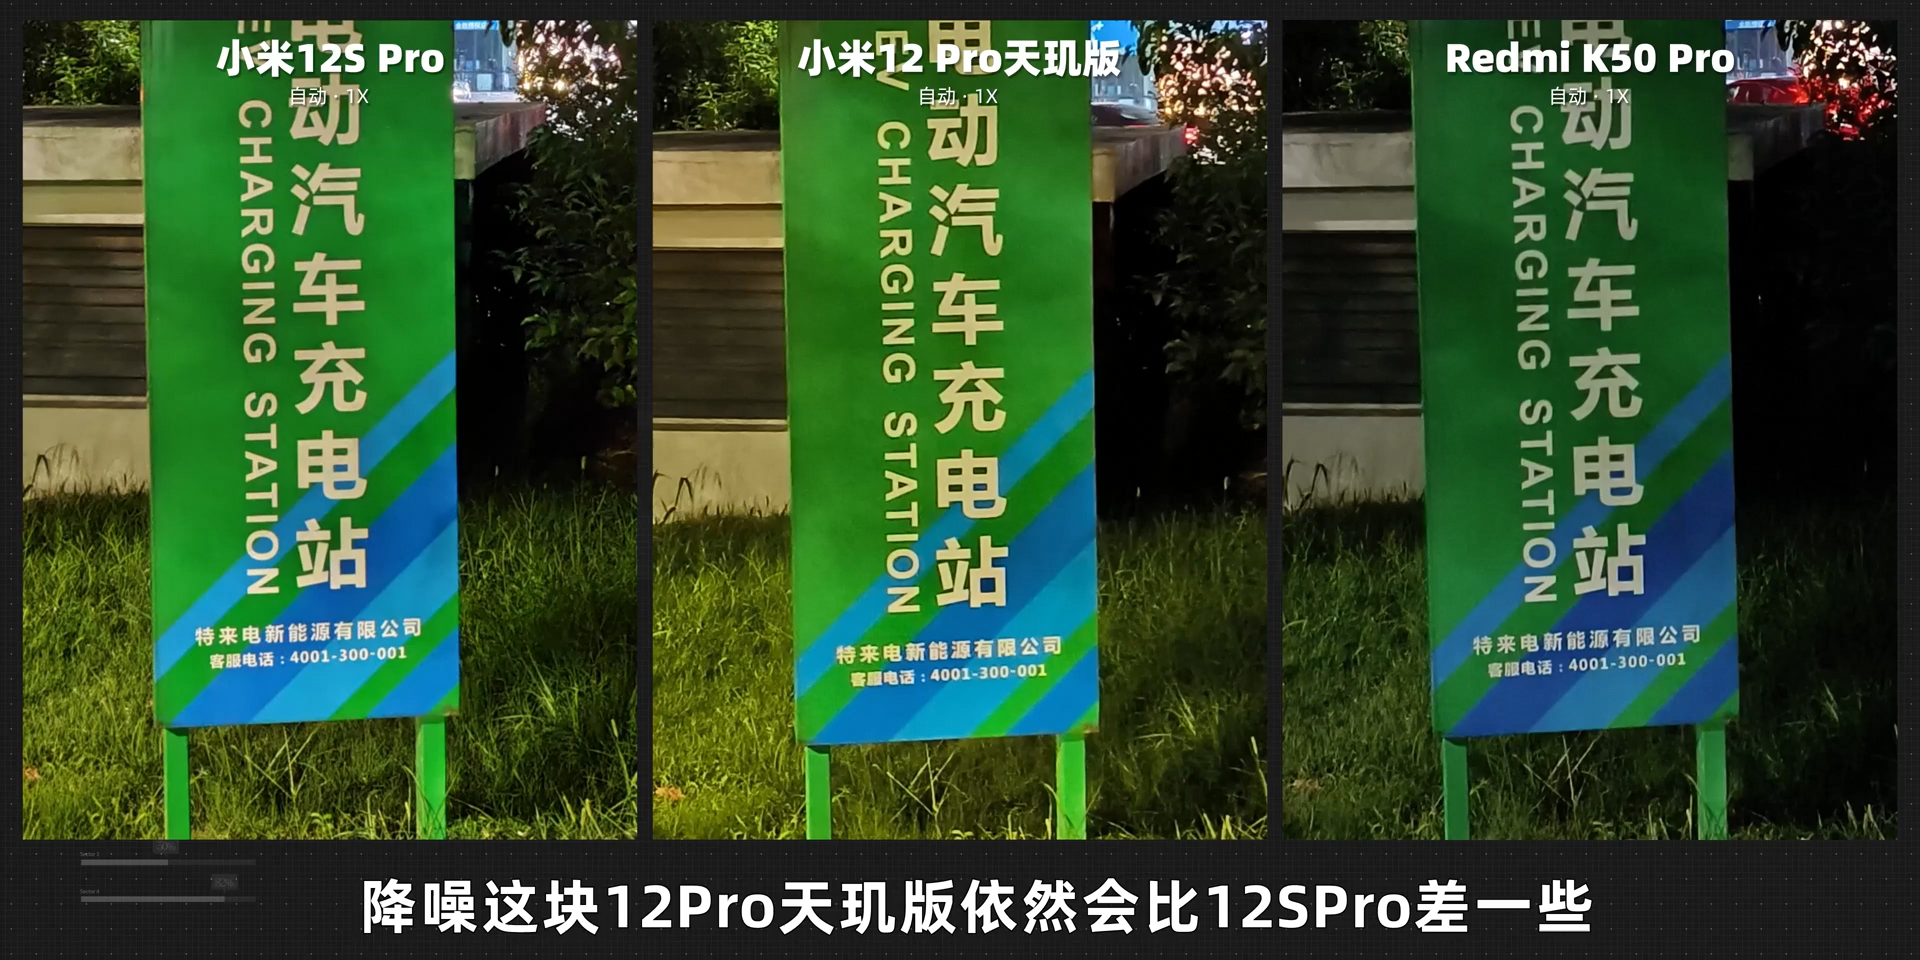 小米12S Pro
自动 · 1X
电动汽车充电站
EV CHARGING STATION
特来电新能源有限公司
客服电话：4001-300-001
小米12 Pro天玑版
自动 · 1X
电动汽车充电站
EV CHARGING STATION
特来电新能源有限公司
客服电话：4001-300-001
Redmi K50 Pro
自动 · 1X
电动汽车充电站
EV CHARGING STATION
特来电新能源有限公司
客服电话：4001-300-001
降噪这块12Pro天玑版依然会比12SPro差一些